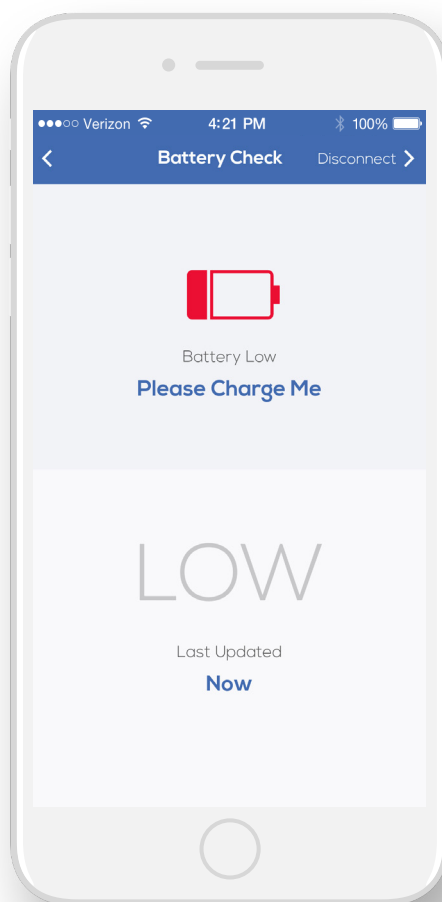 ●●●○○ Verizon 4:21 PM 100%
Battery Check Disconnect
Battery Low
Please Charge Me
LOW
Last Updated
Now